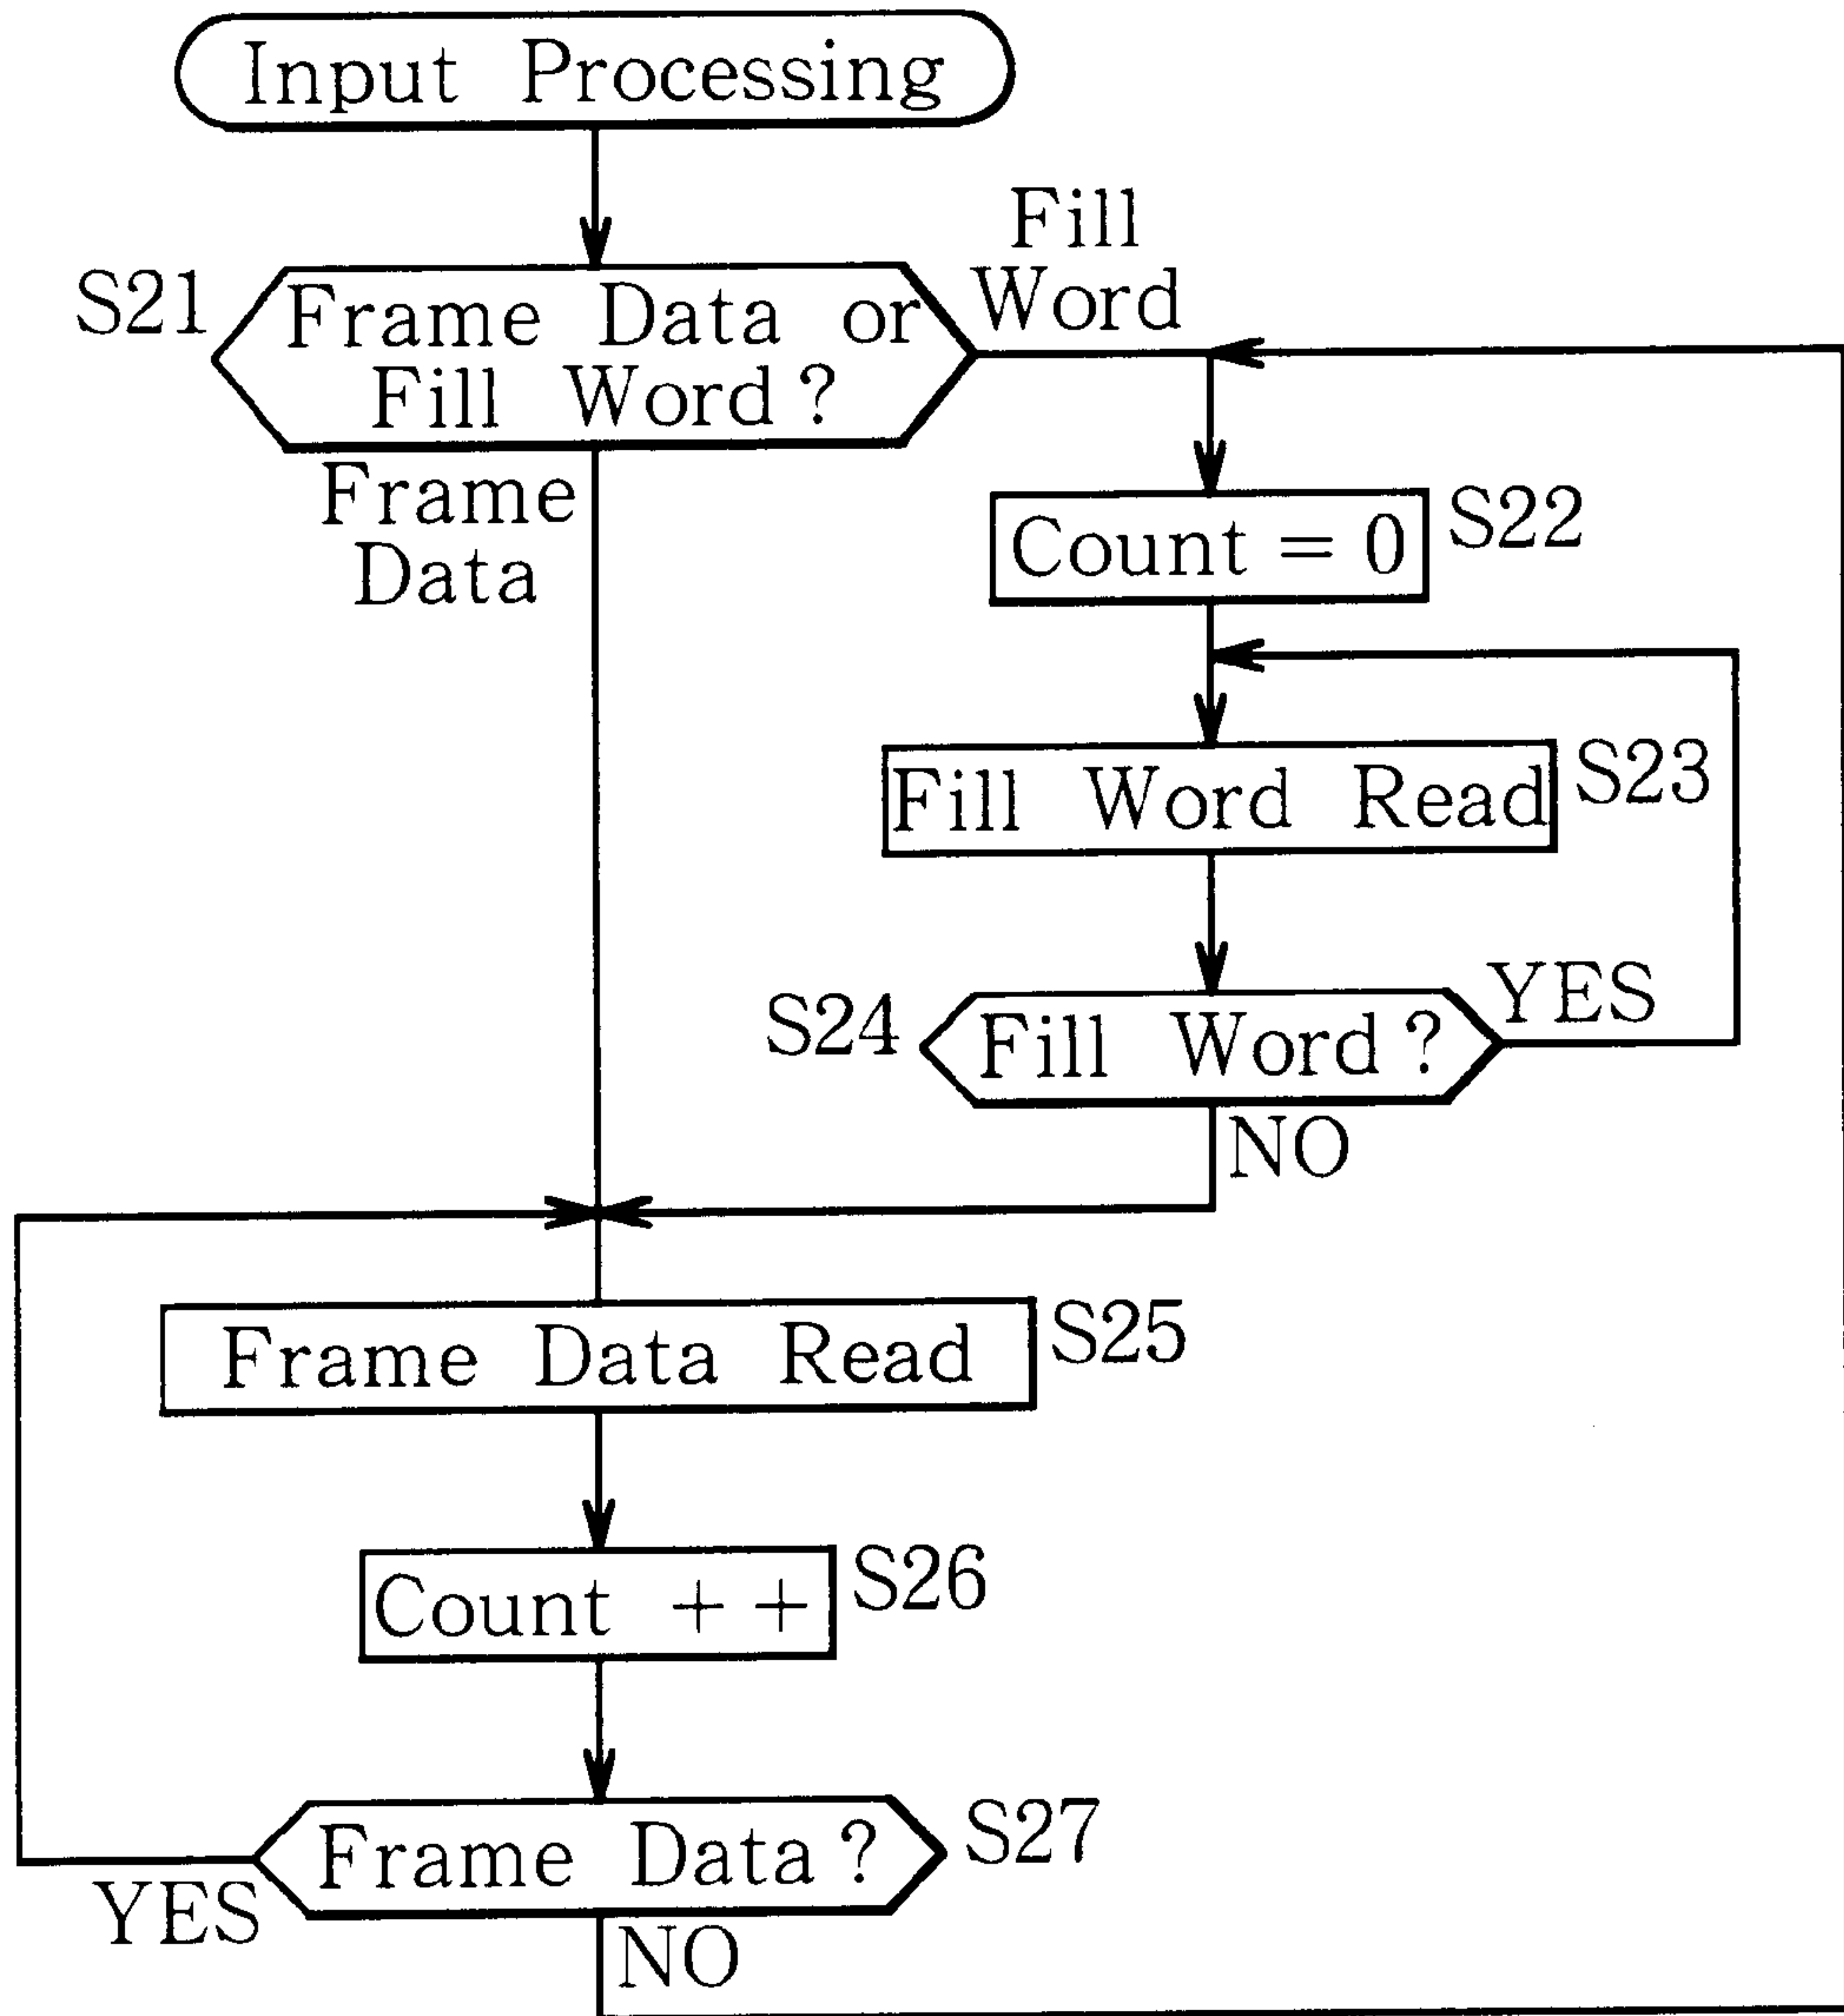 Input Processing
Fill
Word
S21
Frame Data or
Fill Word ?
Frame
Data
Count = 0
S22
Fill Word Read
S23
S24
Fill Word ?
YES
NO
Frame Data Read
S25
Count + +
S26
Frame Data ?
S27
YES
NO